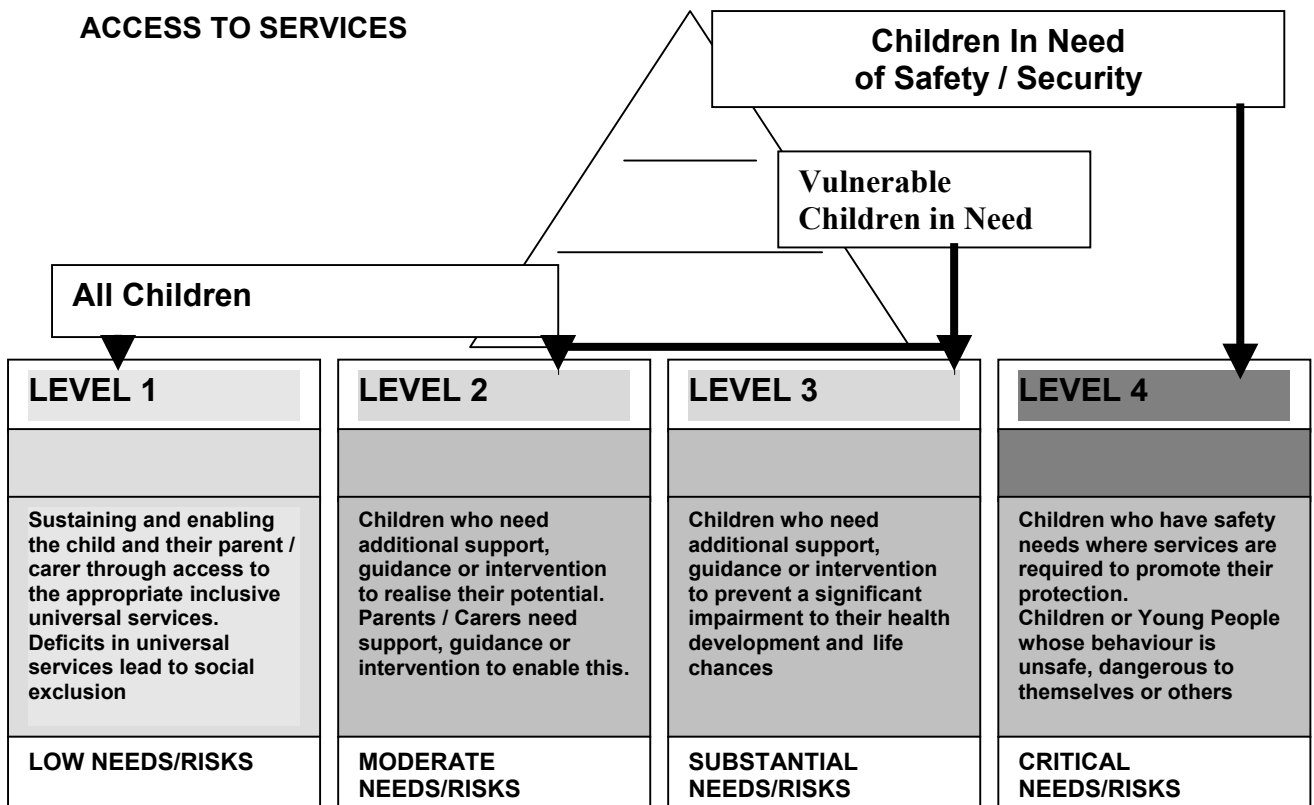 ACCESS TO SERVICES
Children In Need
of Safety / Security
Vulnerable
Children in Need
All Children
LEVEL 1
LEVEL 2
LEVEL 3
LEVEL 4
Sustaining and enabling
the child and their parent /
carer through access to
the appropriate inclusive
universal services.
Deficits in universal
services lead to social
exclusion
Children who need
additional support,
guidance or intervention
to realise their potential.
Parents / Carers need
support, guidance or
intervention to enable this.
Children who need
additional support,
guidance or intervention
to prevent a significant
impairment to their health
development and life
chances
Children who have safety
needs where services are
required to promote their
protection.
Children or Young People
whose behaviour is
unsafe, dangerous to
themselves or others
LOW NEEDS/RISKS
MODERATE
NEEDS/RISKS
SUBSTANTIAL
NEEDS/RISKS
CRITICAL
NEEDS/RISKS